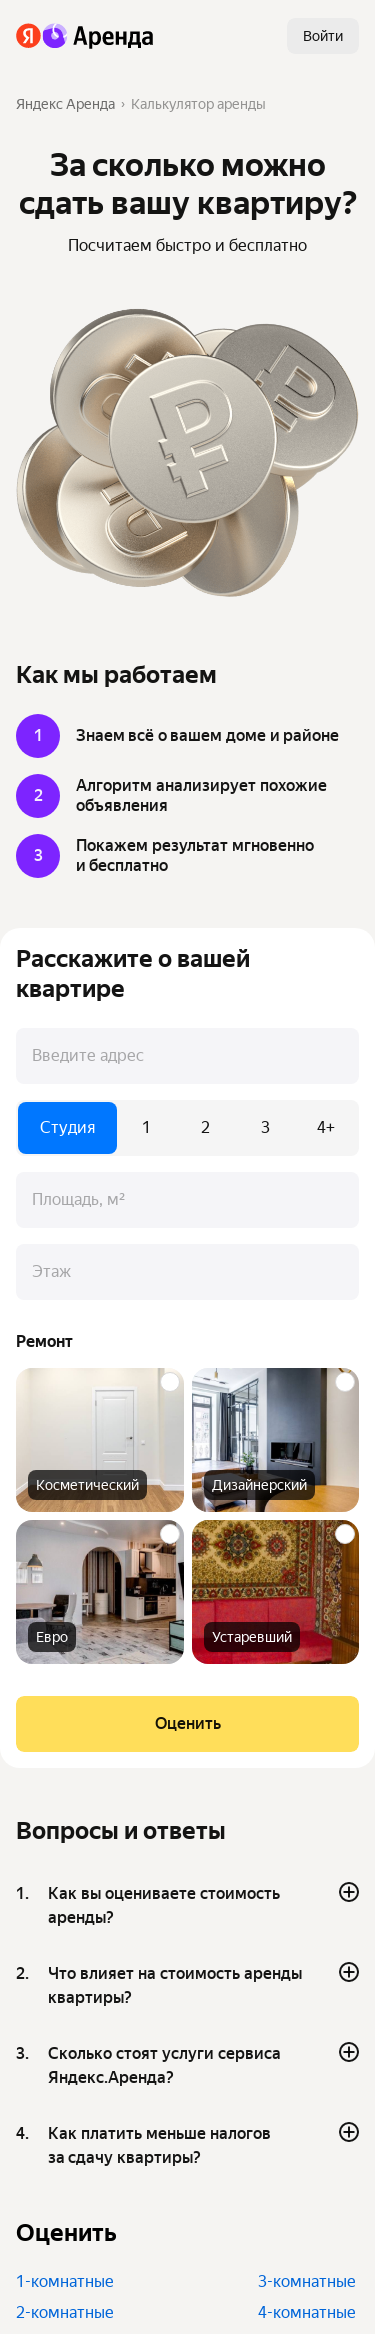 Я Аренда
Войти
Яндекс Аренда › Калькулятор аренды
За сколько можно
сдать вашу квартиру?
Посчитаем быстро и бесплатно
Как мы работаем
1 Знаем всё о вашем доме и районе
2 Алгоритм анализирует похожие
объявления
3 Покажем результат мгновенно
и бесплатно
Расскажите о вашей
квартире
Введите адрес
Студия 1 2 3 4+
Площадь, м²
Этаж
Ремонт
Косметический
Дизайнерский
Евро
Устаревший
Оценить
Вопросы и ответы
1. Как вы оцениваете стоимость
аренды?
2. Что влияет на стоимость аренды
квартиры?
3. Сколько стоят услуги сервиса
Яндекс.Аренда?
4. Как платить меньше налогов
за сдачу квартиры?
Оценить
1-комнатные 3-комнатные
2-комнатные 4-комнатные